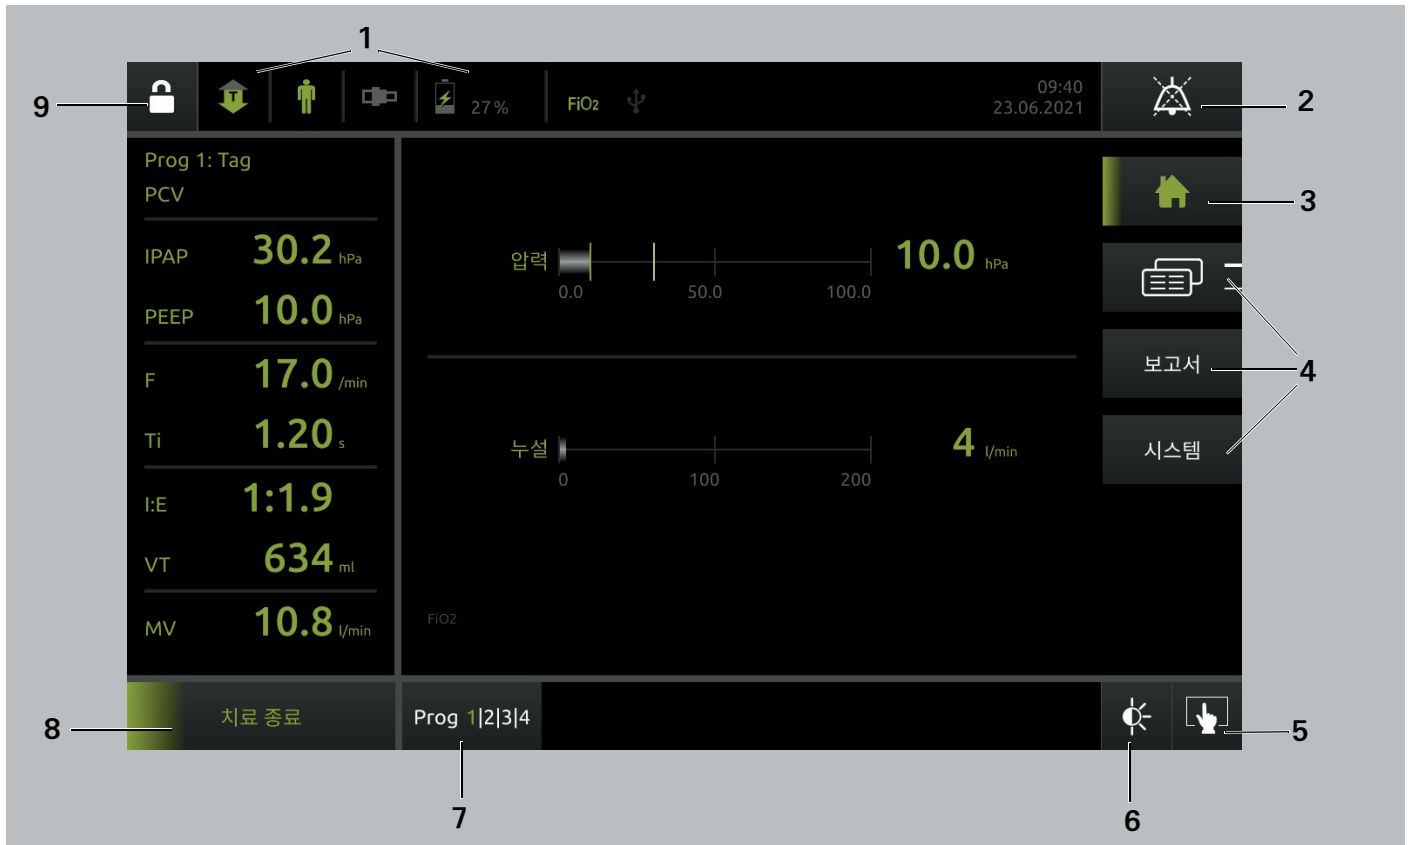 1
9
27%
FiO2
09:40
23.06.2021
2
Prog 1: Tag
PCV
IPAP 30.2 hPa
PEEP 10.0 hPa
F 17.0 /min
Ti 1.20 s
I:E 1:1.9
VT 634 ml
MV 10.8 l/min
압력 10.0 hPa
0.0 50.0 100.0
누설 4 l/min
0 100 200
FiO2
3
보고서
4
시스템
8
치료 종료
Prog 1|2|3|4
5
7
6
T